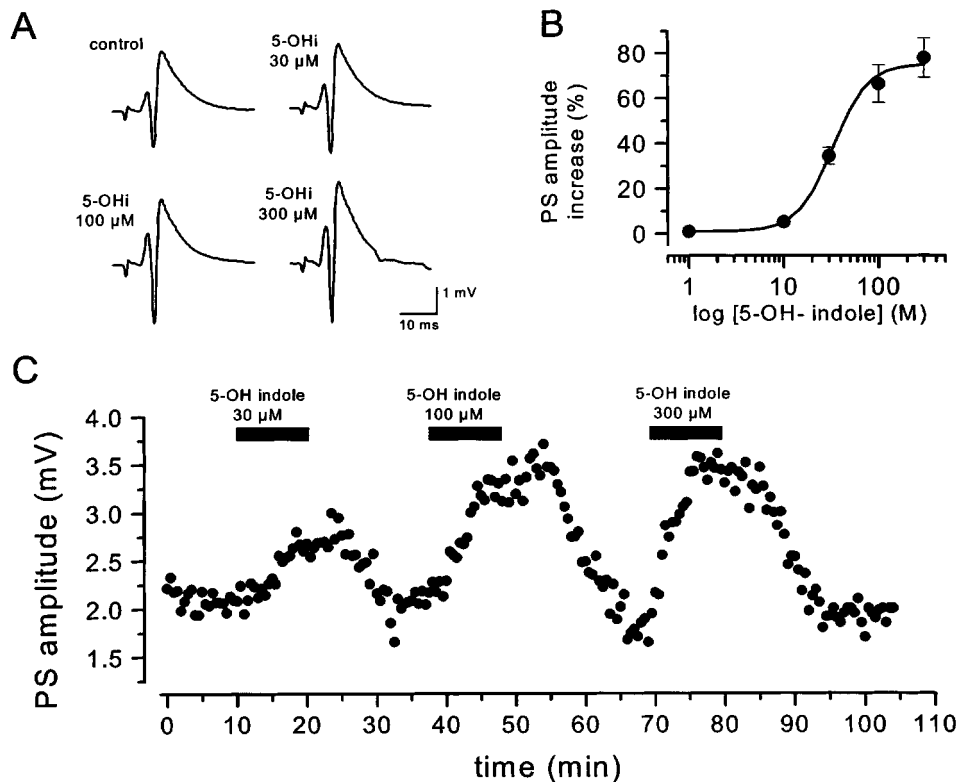 A
control
5-OHi
30 µM
5-OHi
100 µM
5-OHi
300 µM
1 mV
10 ms
B
PS amplitude
increase (%)
80
60
40
20
0
1
10
100
log [5-OH- indole] (M)
C
5-OH indole
30 µM
5-OH indole
100 µM
5-OH indole
300 µM
PS amplitude (mV)
4.0
3.5
3.0
2.5
2.0
1.5
0
10
20
30
40
50
60
70
80
90
100
110
time (min)